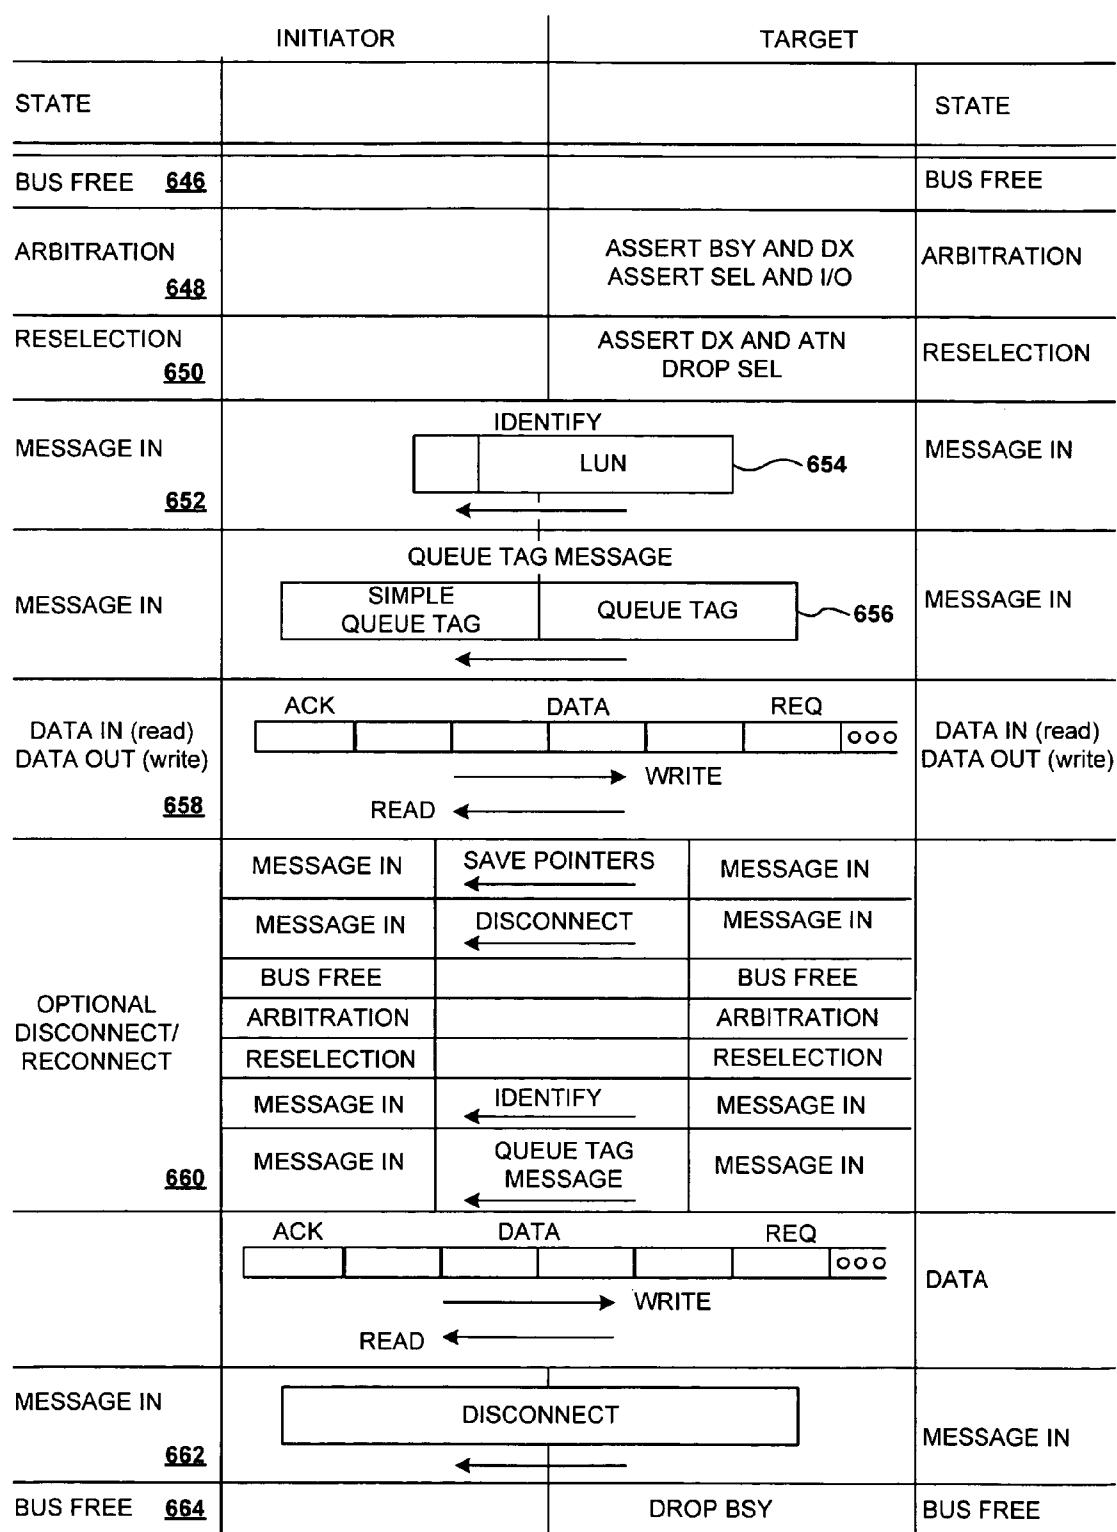 INITIATOR TARGET
STATE STATE
BUS FREE 646 BUS FREE
ARBITRATION ASSERT BSY AND DX ARBITRATION
648 ASSERT SEL AND I/O
RESELECTION ASSERT DX AND ATN RESELECTION
650 DROP SEL
IDENTIFY
MESSAGE IN LUN 654 MESSAGE IN
652
QUEUE TAG MESSAGE
MESSAGE IN SIMPLE QUEUE TAG 656 MESSAGE IN
QUEUE TAG
ACK DATA REQ
DATA IN (read) ooo DATA IN (read)
DATA OUT (write) DATA OUT (write)
WRITE
658 READ
MESSAGE IN SAVE POINTERS MESSAGE IN
MESSAGE IN DISCONNECT MESSAGE IN
BUS FREE BUS FREE
OPTIONAL ARBITRATION ARBITRATION
DISCONNECT/
RECONNECT RESELECTION RESELECTION
MESSAGE IN IDENTIFY MESSAGE IN
MESSAGE IN QUEUE TAG MESSAGE IN
660 MESSAGE
ACK DATA REQ
ooo DATA
WRITE
READ
MESSAGE IN DISCONNECT MESSAGE IN
662
BUS FREE 664 DROP BSY BUS FREE